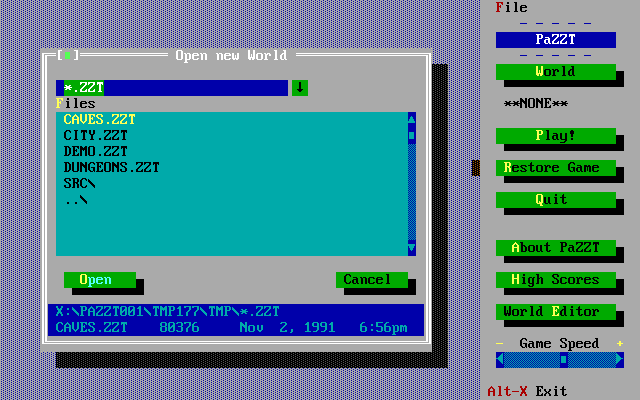 File
PaZZT
[■] Open new World
World
*.ZZT ↓
Files
**NONE**
CAVES.ZZT
CITY.ZZT
DEMO.ZZT
DUNGEONS.ZZT
SRC\
..\
Play!
Restore Game
Quit
About PaZZT
Open Cancel
High Scores
X:\PAZZT001\TMP177\TMP\*.ZZT
CAVES.ZZT 80376 Nov 2, 1991 6:56pm
World Editor
- Game Speed +
Alt-X Exit